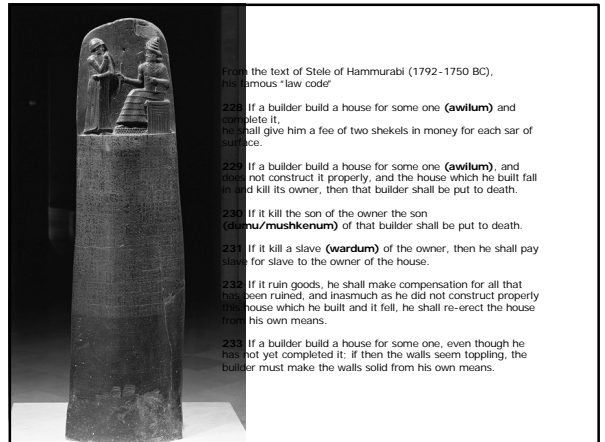 From the text of Stele of Hammurabi (1792-1750 BC),
his famous “law code”
228 If a builder build a house for some one (awilum) and
complete it,
he shall give him a fee of two shekels in money for each sar of
surface.
229 If a builder build a house for some one (awilum), and
does not construct it properly, and the house which he built fall
in and kill its owner, then that builder shall be put to death.
230 If it kill the son of the owner the son
(dumu/mushkenum) of that builder shall be put to death.
231 If it kill a slave (wardum) of the owner, then he shall pay
slave for slave to the owner of the house.
232 If it ruin goods, he shall make compensation for all that
has been ruined, and inasmuch as he did not construct properly
this house which he built and it fell, he shall re-erect the house
from his own means.
233 If a builder build a house for some one, even though he
has not yet completed it; if then the walls seem toppling, the
builder must make the walls solid from his own means.